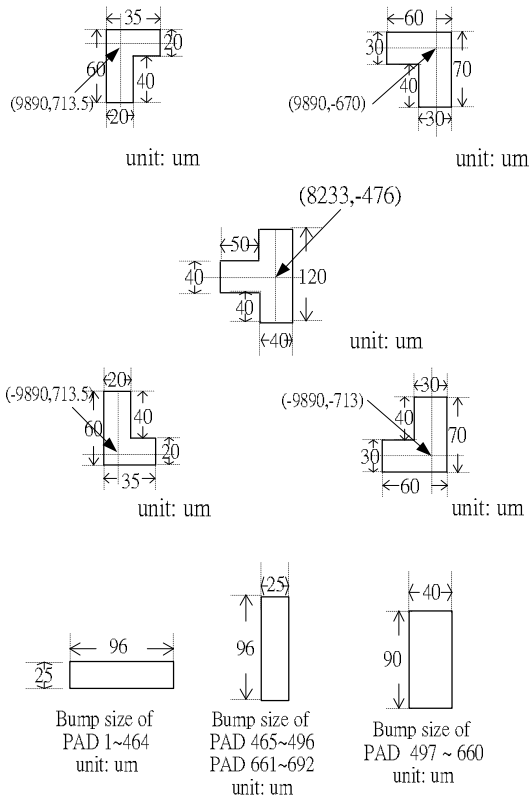 35
20
60
40
(9890,713.5)
20
unit: um
60
30
70
40
(9890,-670)
30
unit: um
(8233,-476)
50
40
120
40
40
unit: um
20
(-9890,713.5)
40
60
20
35
unit: um
30
(-9890,-713)
40
70
30
60
unit: um
96
25
Bump size of
PAD 1~464
unit: um
25
96
Bump size of
PAD 465~496
PAD 661~692
unit: um
40
90
Bump size of
PAD 497 ~ 660
unit: um